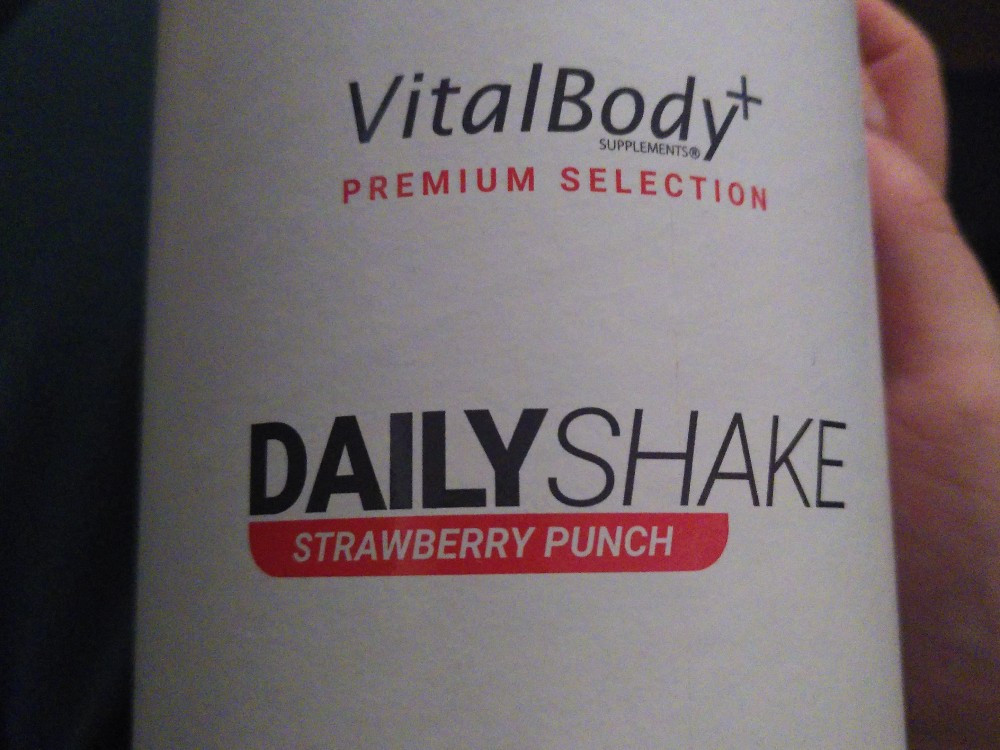 VitalBody+
SUPPLEMENTS®
PREMIUM SELECTION
DAILYSHAKE
STRAWBERRY PUNCH